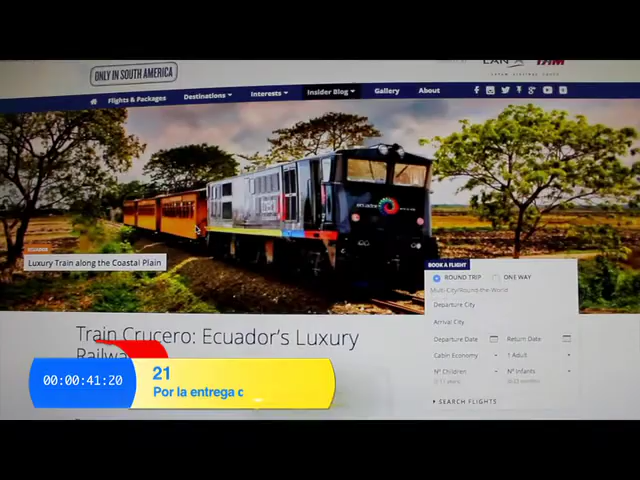 ONLY IN SOUTH AMERICA
LAN TAM
Flights & Packages Destinations Interests Insider Blog Gallery About
Luxury Train along the Coastal Plain
BOOK A FLIGHT
ROUND TRIP ONE WAY
Multi-City/Round-the-World
Departure City
Arrival City
Departure Date Return Date
Cabin Economy 1 Adult
Nº Children Nº Infants
SEARCH FLIGHTS
Train Crucero: Ecuador's Luxury
00:00:41:20
21
Por la entrega